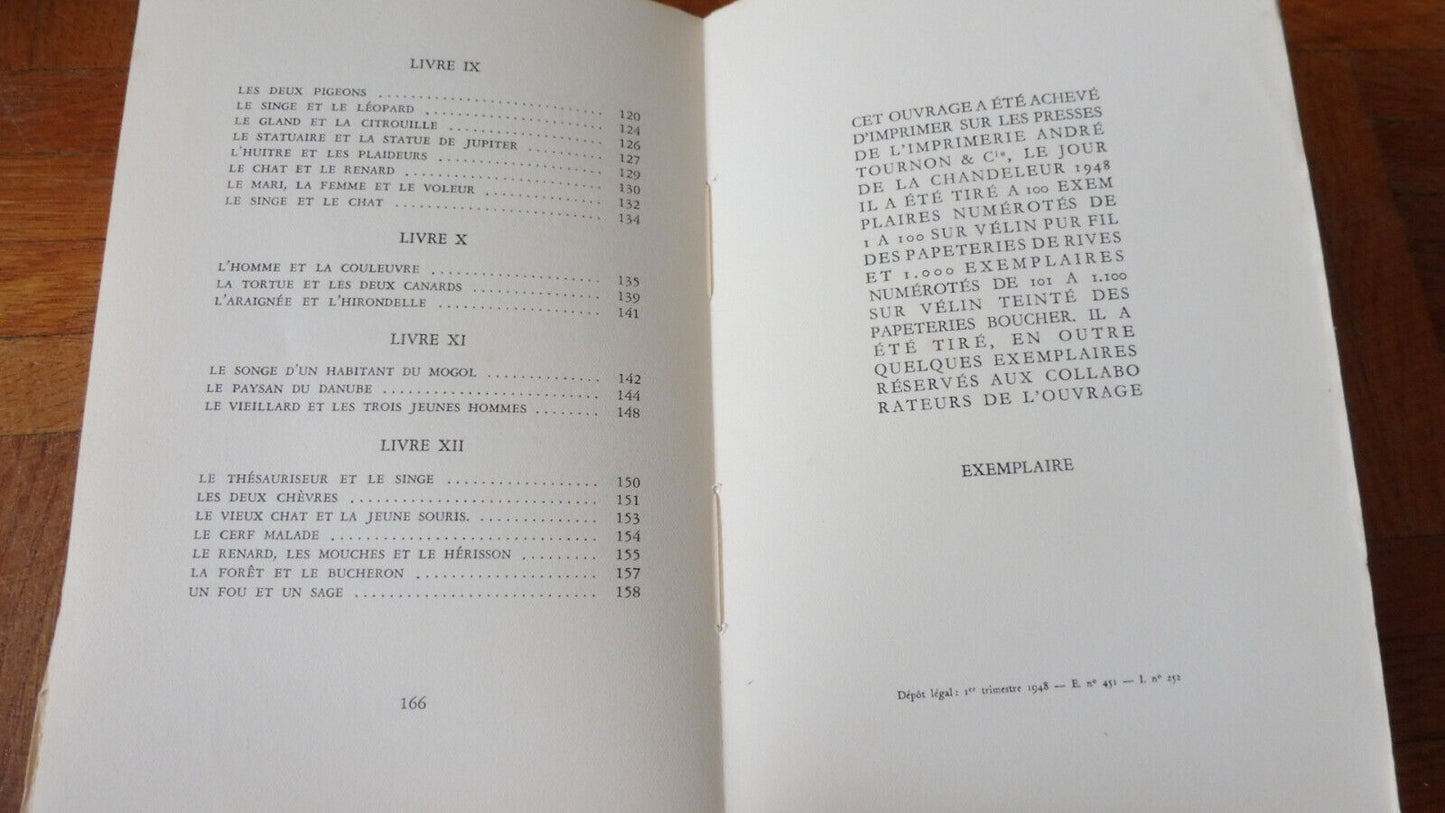 LIVRE IX
LES DEUX PIGEONS . . . . . . . . . . . . . . . . . . . . . . . . 120
LE SINGE ET LE LÉOPARD . . . . . . . . . . . . . . . . . . . . 124
LE GLAND ET LA CITROUILLE . . . . . . . . . . . . . . . . . 126
LE STATUAIRE ET LA STATUE DE JUPITER . . . . . . . . . 127
L'HUITRE ET LES PLAIDEURS . . . . . . . . . . . . . . . . . . 129
LE CHAT ET LE RENARD . . . . . . . . . . . . . . . . . . . . . 130
LE MARI, LA FEMME ET LE VOLEUR . . . . . . . . . . . . . 132
LE SINGE ET LE CHAT . . . . . . . . . . . . . . . . . . . . . . 134
LIVRE X
L'HOMME ET LA COULEUVRE . . . . . . . . . . . . . . . . . . 135
LA TORTUE ET LES DEUX CANARDS . . . . . . . . . . . . . . 139
L'ARAIGNÉE ET L'HIRONDELLE . . . . . . . . . . . . . . . . . 141
LIVRE XI
LE SONGE D'UN HABITANT DU MOGOL . . . . . . . . . . . . 142
LE PAYSAN DU DANUBE . . . . . . . . . . . . . . . . . . . . . . 144
LE VIEILLARD ET LES TROIS JEUNES HOMMES . . . . . . . 148
LIVRE XII
LE THÉSAURISEUR ET LE SINGE . . . . . . . . . . . . . . . . . 150
LES DEUX CHÈVRES . . . . . . . . . . . . . . . . . . . . . . . . 151
LE VIEUX CHAT ET LA JEUNE SOURIS. . . . . . . . . . . . . 153
LE CERF MALADE . . . . . . . . . . . . . . . . . . . . . . . . . . 154
LE RENARD, LES MOUCHES ET LE HÉRISSON . . . . . . . . 155
LA FORÊT ET LE BUCHERON . . . . . . . . . . . . . . . . . . . 157
UN FOU ET UN SAGE . . . . . . . . . . . . . . . . . . . . . . . . 158
166
CET OUVRAGE A ÉTÉ ACHEVÉ
D'IMPRIMER SUR LES PRESSES
DE L'IMPRIMERIE ANDRÉ
TOURNON & Cie, LE JOUR
DE LA CHANDELEUR 1948
IL A ÉTÉ TIRÉ A 100 EXEM
PLAIRES NUMÉROTÉS DE
1 A 100 SUR VÉLIN PUR FIL
DES PAPETERIES DE RIVES
ET 1.000 EXEMPLAIRES
NUMÉROTÉS DE 101 A 1.100
SUR VÉLIN TEINTÉ DES
PAPETERIES BOUCHER. IL A
ÉTÉ TIRÉ, EN OUTRE
QUELQUES EXEMPLAIRES
RÉSERVÉS AUX COLLABO
RATEURS DE L'OUVRAGE
EXEMPLAIRE
Dépôt légal : 1er trimestre 1948 — E. n° 451 — I. n° 252